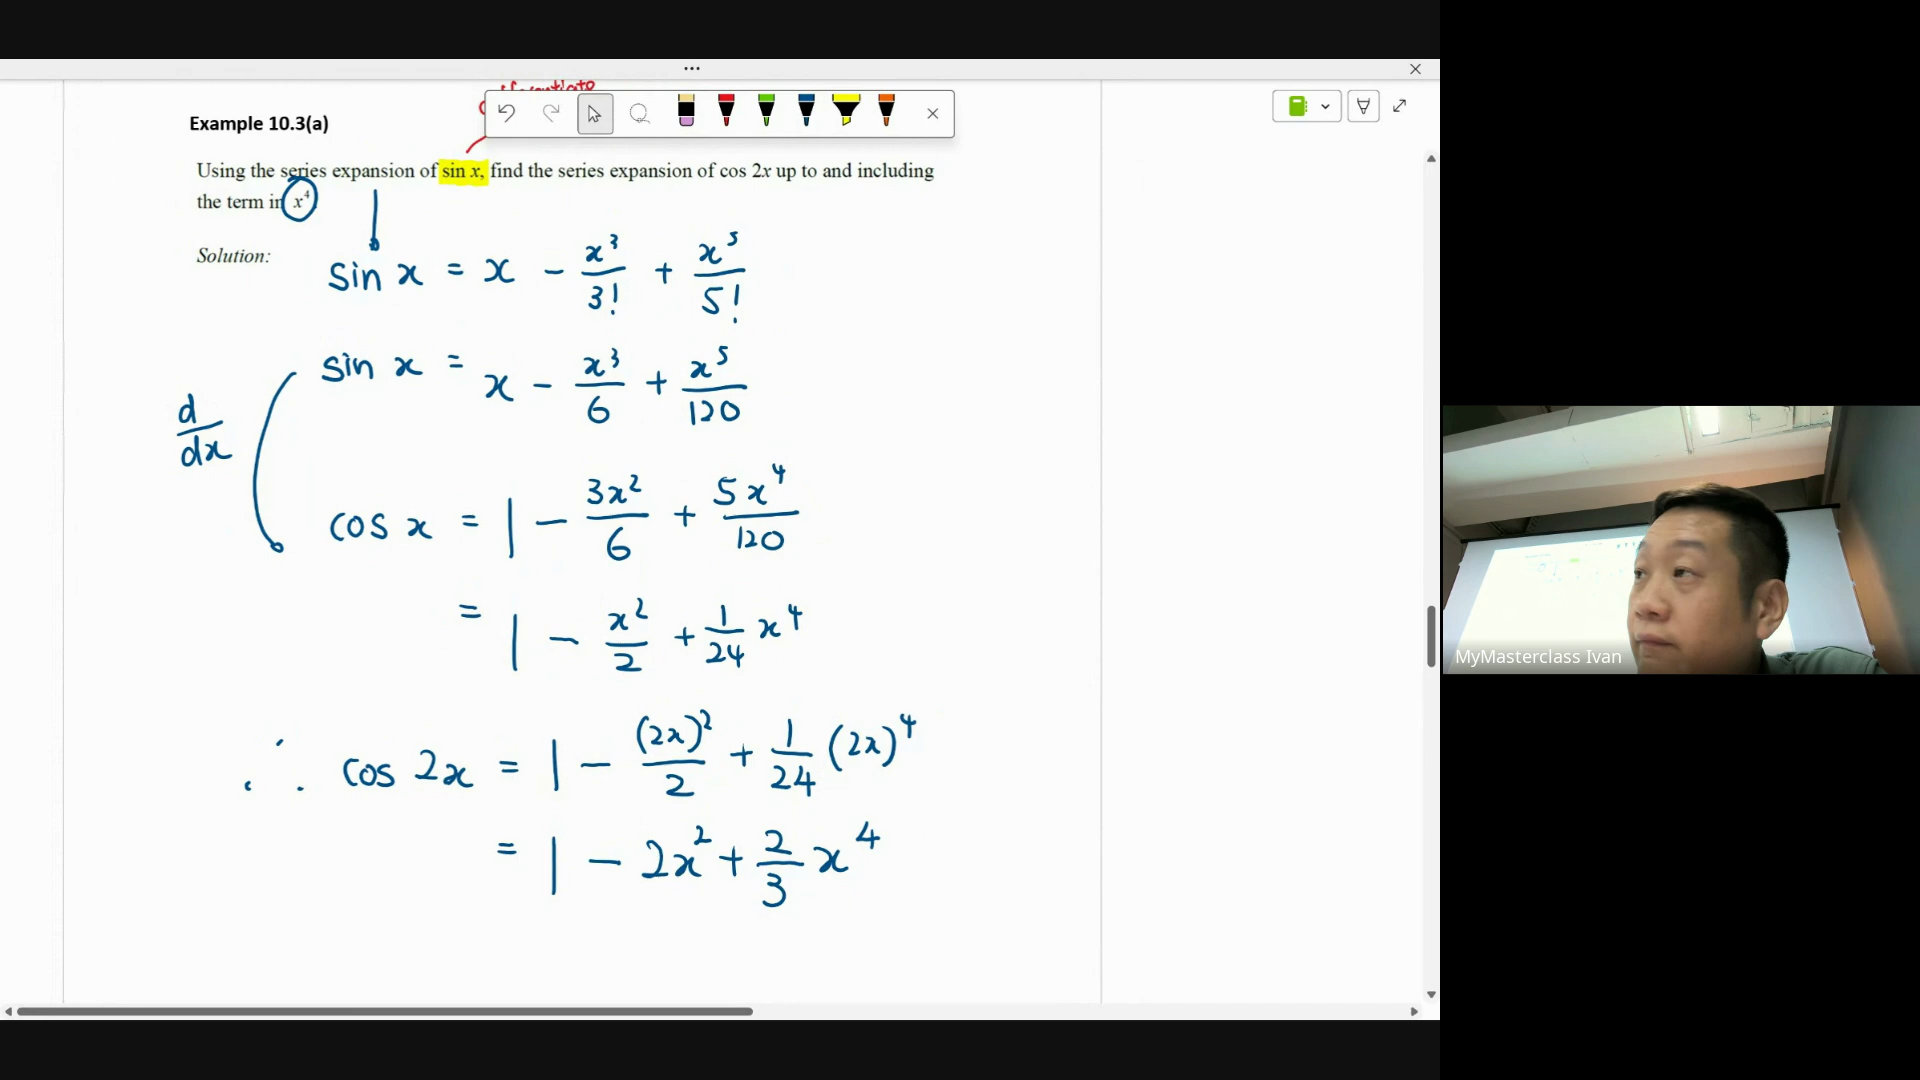 Example 10.3(a)
Using the series expansion of sin x, find the series expansion of cos 2x up to and including
the term in x⁴
Solution:
sin x = x - x³/3! + x⁵/5!
sin x = x - x³/6 + x⁵/120
d/dx
cos x = 1 - 3x²/6 + 5x⁴/120
= 1 - x²/2 + 1/24 x⁴
∴ cos 2x = 1 - (2x)²/2 + 1/24 (2x)⁴
= 1 - 2x² + 2/3 x⁴
MyMasterclass Ivan